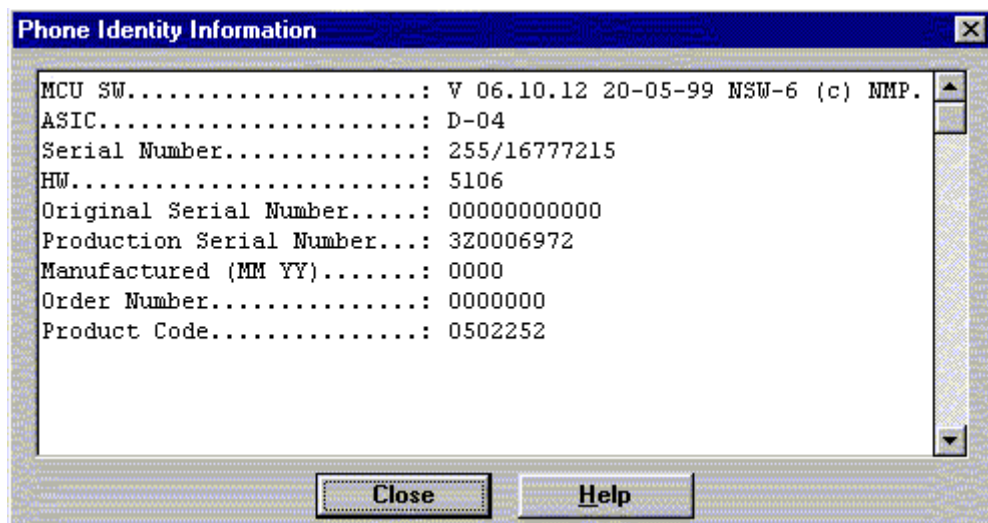 Phone Identity Information
MCU SW......................: V 06.10.12 20-05-99 NSW-6 (c) NMP.
ASIC........................: D-04
Serial Number...............: 255/16777215
HW..........................: 5106
Original Serial Number.....: 00000000000
Production Serial Number...: 3Z0006972
Manufactured (MM YY).......: 0000
Order Number................: 0000000
Product Code................: 0502252
Close
Help